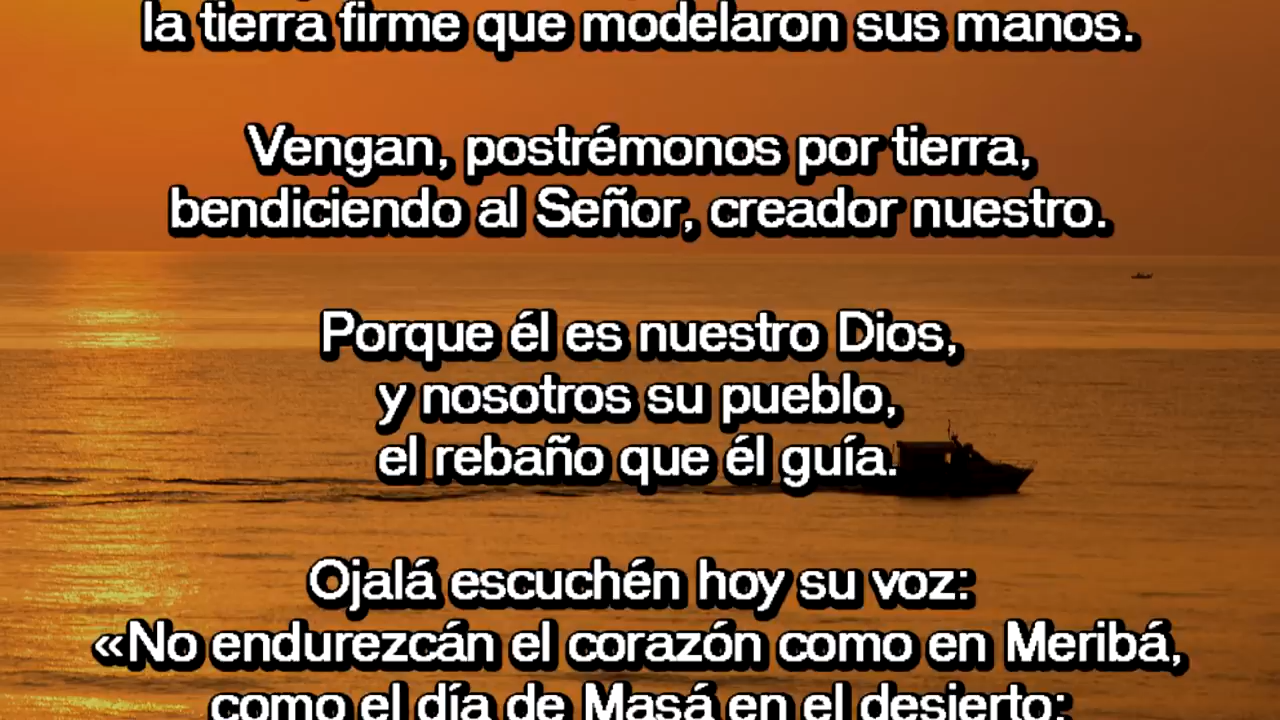 la tierra firme que modelaron sus manos.
Vengan, postrémonos por tierra,
bendiciendo al Señor, creador nuestro.
Porque él es nuestro Dios,
y nosotros su pueblo,
el rebaño que él guía.
Ojalá escuchén hoy su voz:
«No endurezcán el corazón como en Meribá,
como el día de Masá en el desierto;